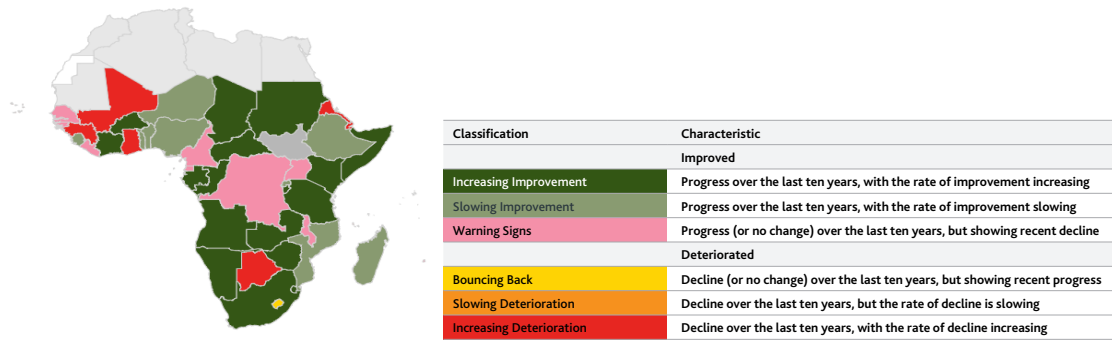 Classification Characteristic
Improved
Increasing Improvement Progress over the last ten years, with the rate of improvement increasing
Slowing Improvement Progress over the last ten years, with the rate of improvement slowing
Warning Signs Progress (or no change) over the last ten years, but showing recent decline
Deteriorated
Bouncing Back Decline (or no change) over the last ten years, but showing recent progress
Slowing Deterioration Decline over the last ten years, but the rate of decline is slowing
Increasing Deterioration Decline over the last ten years, with the rate of decline increasing